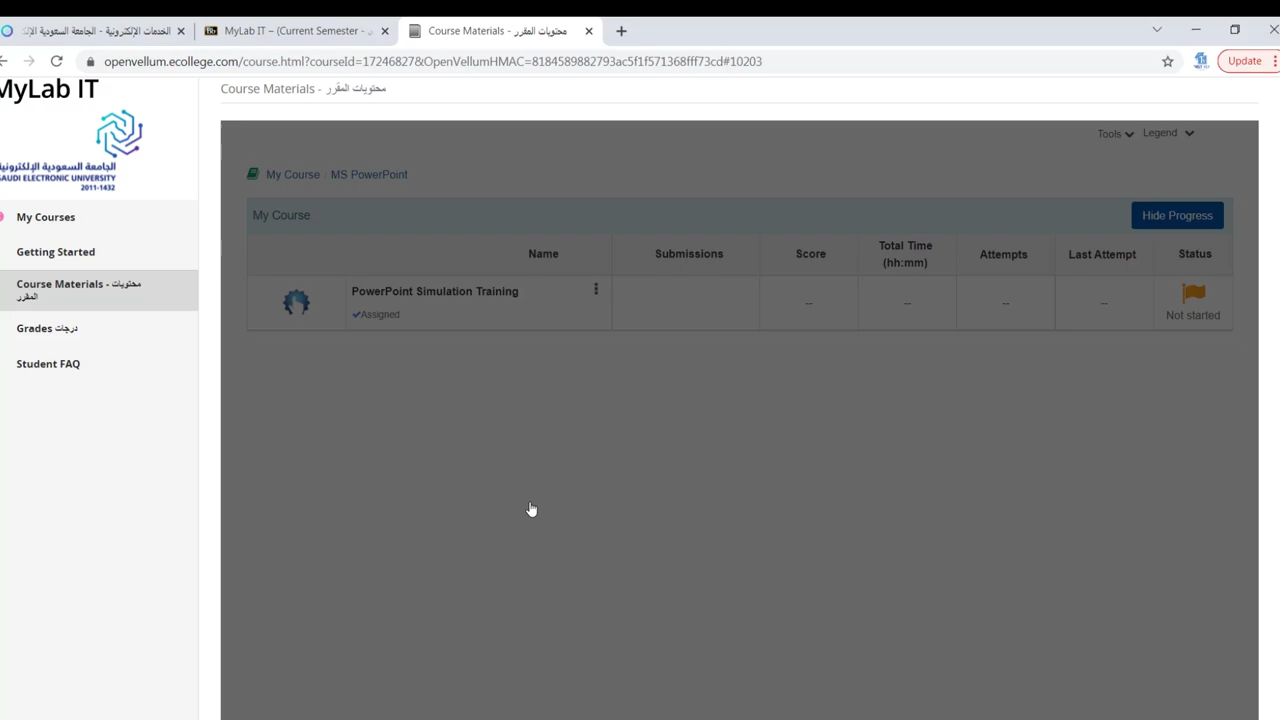 الخدمات الإلكترونية - الجامعة السعودية الإلك
MyLab IT – (Current Semester -
Course Materials - محتويات المقرر
openvellum.ecollege.com/course.html?courseId=17246827&OpenVellumHMAC=8184589882793ac5f1f571368fff73cd#10203
Update
MyLab IT
Course Materials - محتويات المقرر
الجامعة السعودية الإلكترونية
SAUDI ELECTRONIC UNIVERSITY
2011-1432
My Courses
Getting Started
Course Materials - محتويات
المقرر
Grades درجات
Student FAQ
Tools
Legend
My Course
MS PowerPoint
My Course
Hide Progress
Name
Submissions
Score
Total Time
(hh:mm)
Attempts
Last Attempt
Status
PowerPoint Simulation Training
Assigned
--
--
--
--
Not started